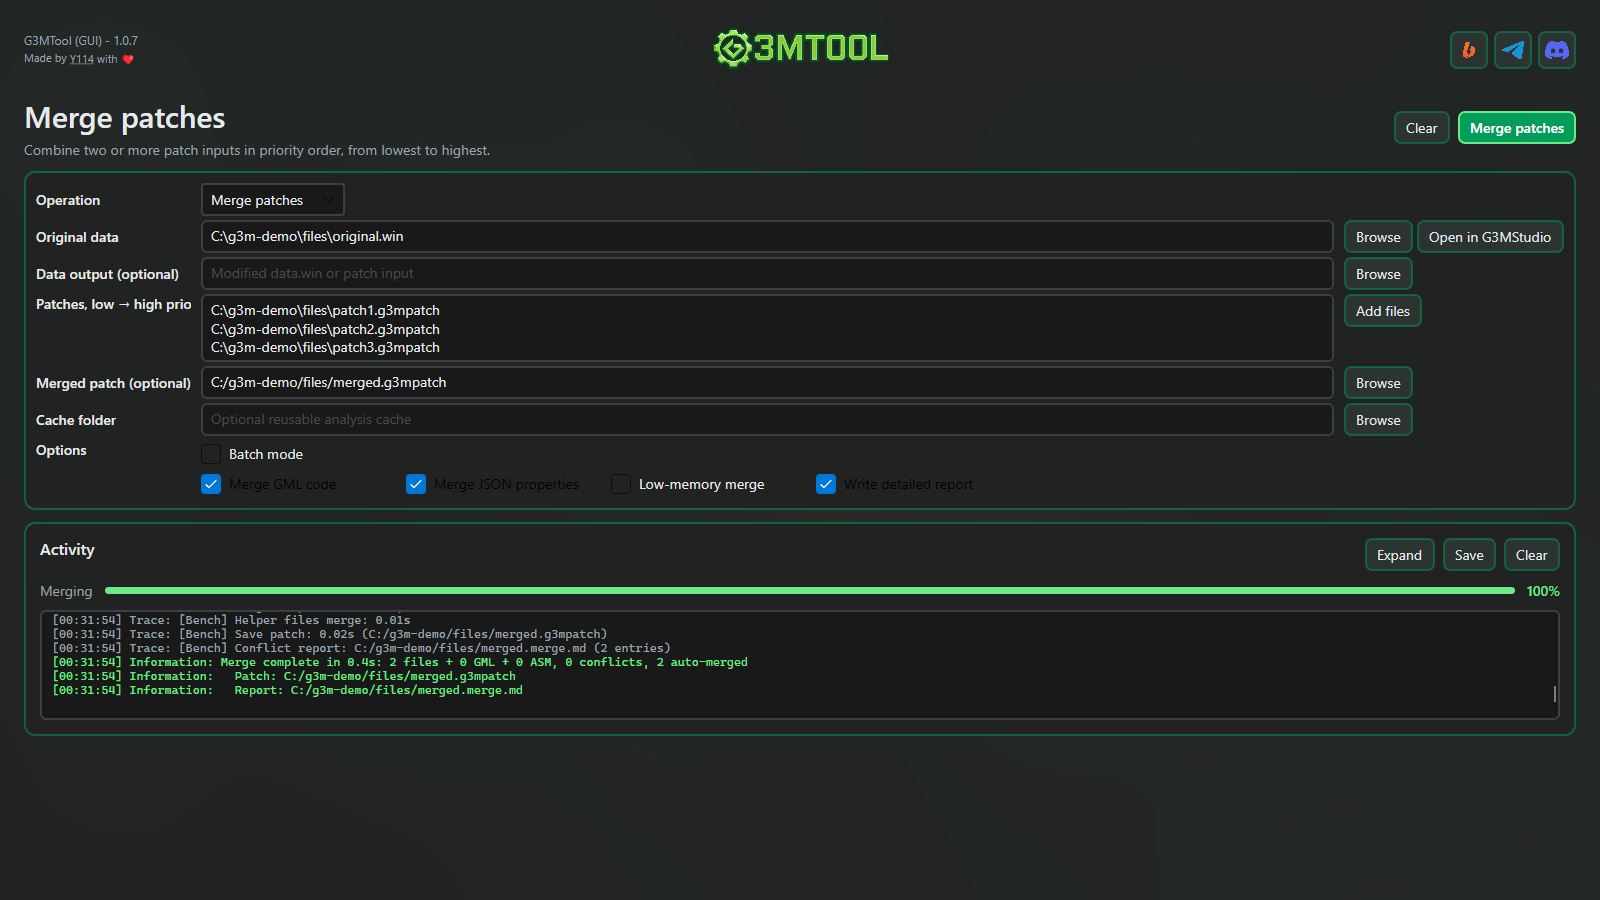 G3MTool (GUI) - 1.0.7
Made by Y114 with ❤️
3MTOOL
Merge patches
Combine two or more patch inputs in priority order, from lowest to highest.
Clear
Merge patches
Operation
Merge patches
Original data
C:\g3m-demo\files\original.win
Browse
Open in G3MStudio
Data output (optional)
Modified data.win or patch input
Browse
Patches, low → high prio
C:\g3m-demo\files\patch1.g3mpatch
C:\g3m-demo\files\patch2.g3mpatch
C:\g3m-demo\files\patch3.g3mpatch
Add files
Merged patch (optional)
C:/g3m-demo/files/merged.g3mpatch
Browse
Cache folder
Optional reusable analysis cache
Browse
Options
Batch mode
Merge GML code
Merge JSON properties
Low-memory merge
Write detailed report
Activity
Expand
Save
Clear
Merging
100%
[00:31:54] Trace: [Bench] Helper files merge: 0.01s
[00:31:54] Trace: [Bench] Save patch: 0.02s (C:/g3m-demo/files/merged.g3mpatch)
[00:31:54] Trace: [Bench] Conflict report: C:/g3m-demo/files/merged.merge.md (2 entries)
[00:31:54] Information: Merge complete in 0.4s: 2 files + 0 GML + 0 ASM, 0 conflicts, 2 auto-merged
[00:31:54] Information:   Patch: C:/g3m-demo/files/merged.g3mpatch
[00:31:54] Information:   Report: C:/g3m-demo/files/merged.merge.md